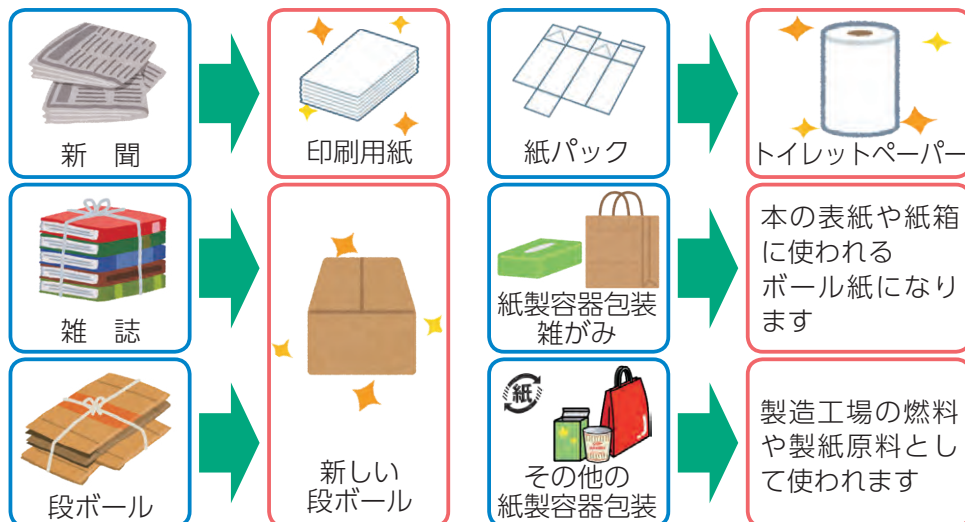 新　聞
印刷用紙
雑　誌
段ボール
新しい
段ボール
紙パック
トイレットペーパー
紙製容器包装
雑がみ
本の表紙や紙箱
に使われる
ボール紙になり
ます
紙
その他の
紙製容器包装
製造工場の燃料
や製紙原料とし
て使われます